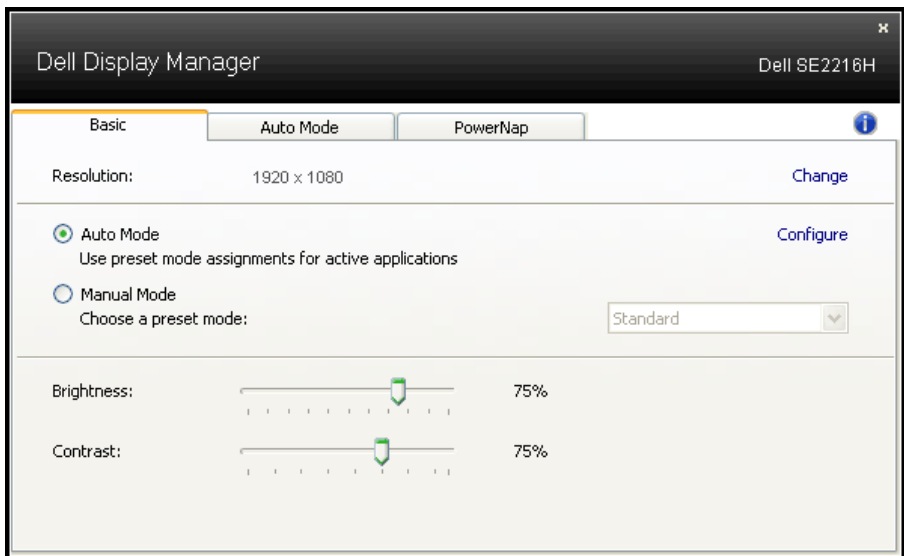 Dell Display Manager
Dell SE2216H
Basic
Auto Mode
PowerNap
Resolution:
1920 x 1080
Change
Auto Mode
Configure
Use preset mode assignments for active applications
Manual Mode
Choose a preset mode:
Standard
Brightness:
75%
Contrast:
75%